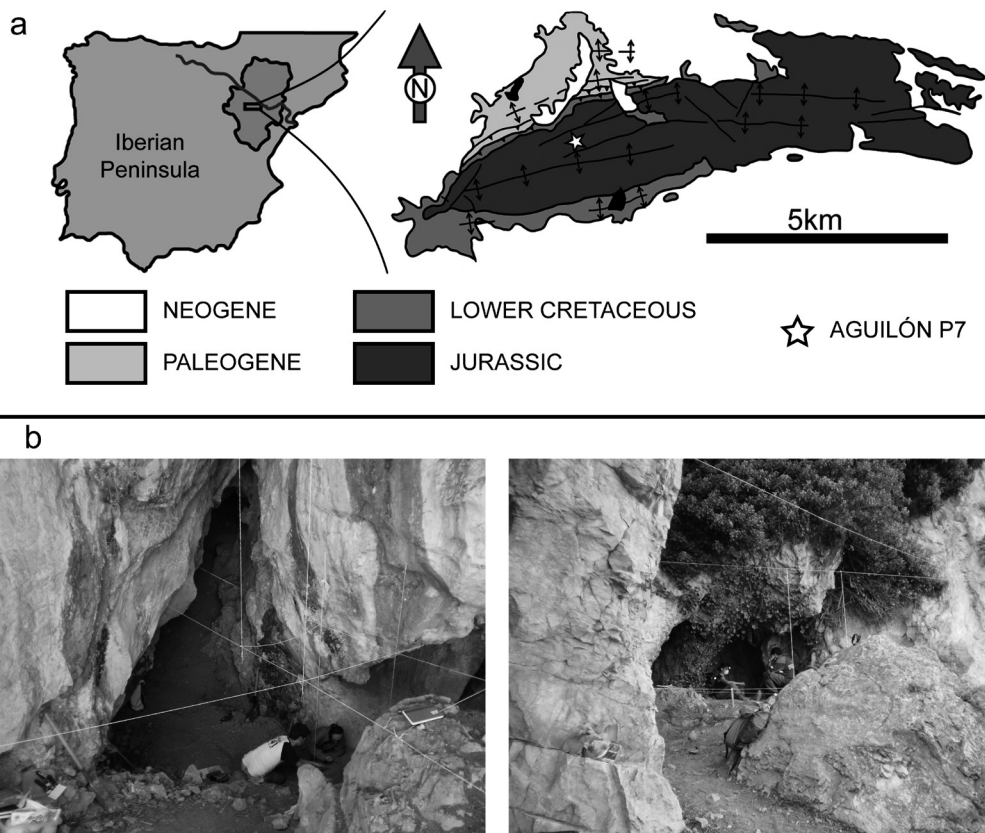 a
Iberian
Peninsula
N
5km
NEOGENE
PALEOGENE
LOWER CRETACEOUS
JURASSIC
AGUILÓN P7
b